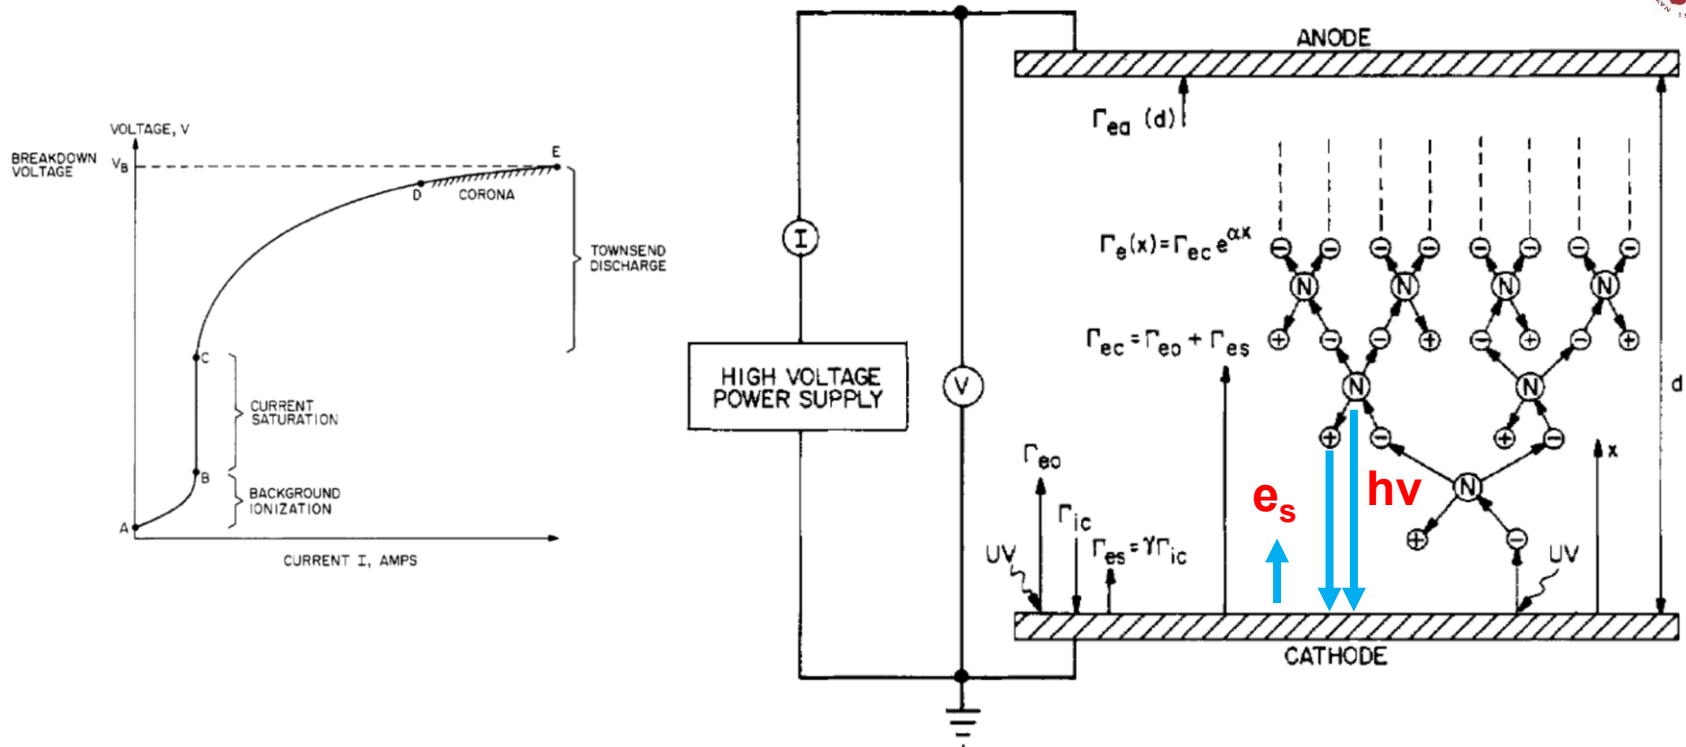 VOLTAGE, V
BREAKDOWN
VOLTAGE
V_B
E
D
CORONA
TOWNSEND
DISCHARGE
C
CURRENT
SATURATION
B
BACKGROUND
IONIZATION
A
CURRENT I, AMPS
I
HIGH VOLTAGE
POWER SUPPLY
V
ANODE
Γ_ea (d)
Γ_e(x) = Γ_ec e^αx
− − − − − − − −
N N N N
Γ_ec = Γ_eo + Γ_es
+ − − + − + − +
N N
d
+ − + −
Γ_eo
x
e_s
hν
N
Γ_ic
+ −
UV
Γ_es = γΓ_ic
UV
CATHODE